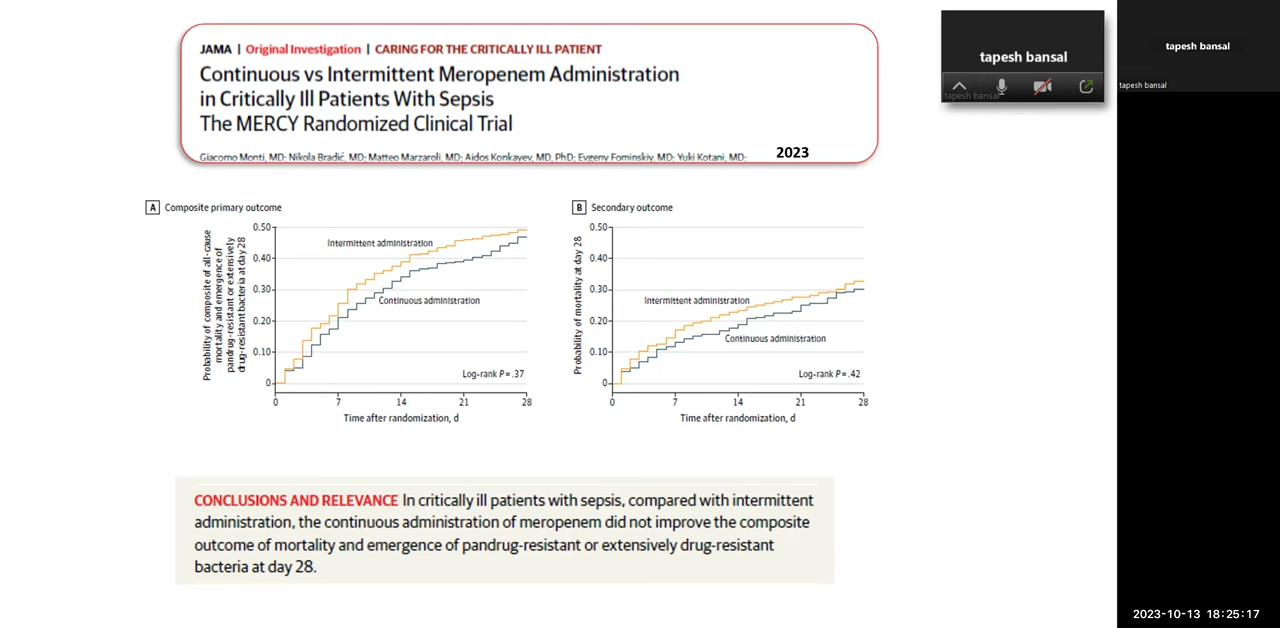 JAMA | Original Investigation | CARING FOR THE CRITICALLY ILL PATIENT
Continuous vs Intermittent Meropenem Administration
in Critically Ill Patients With Sepsis
The MERCY Randomized Clinical Trial
Giacomo Monti, MD; Nikola Bradić, MD; Matteo Marzaroli, MD; Aidos Konkayev, MD, PhD; Evgeny Fominskiy, MD; Yuki Kotani, MD;
2023
tapesh bansal
tapesh bansal
tapesh bansal
tapesh bansal
A Composite primary outcome
Probability of composite of all-cause
mortality and emergence of
pandrug-resistant or extensively
drug-resistant bacteria at day 28
0.50
0.40
0.30
0.20
0.10
0
Intermittent administration
Continuous administration
Log-rank P = .37
0 7 14 21 28
Time after randomization, d
B Secondary outcome
Probability of mortality at day 28
0.50
0.40
0.30
0.20
0.10
0
Intermittent administration
Continuous administration
Log-rank P = .42
0 7 14 21 28
Time after randomization, d
CONCLUSIONS AND RELEVANCE In critically ill patients with sepsis, compared with intermittent
administration, the continuous administration of meropenem did not improve the composite
outcome of mortality and emergence of pandrug-resistant or extensively drug-resistant
bacteria at day 28.
2023-10-13 18:25:17